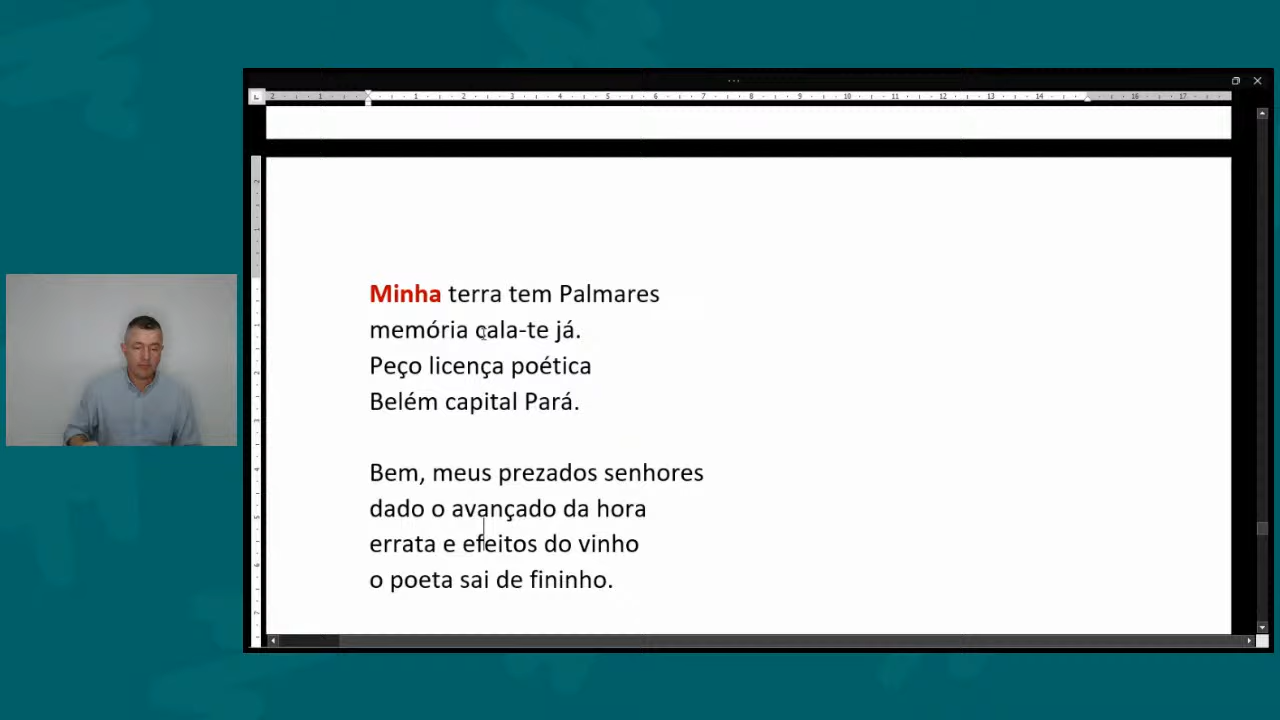 Minha terra tem Palmares
memória cala-te já.
Peço licença poética
Belém capital Pará.
Bem, meus prezados senhores
dado o avançado da hora
errata e efeitos do vinho
o poeta sai de fininho.